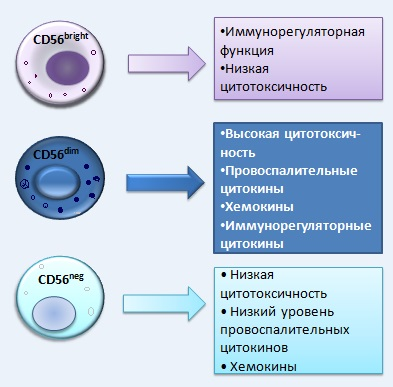 CD56bright
•Иммунорегуляторная
функция
•Низкая
цитотоксичность
CD56dim
•Высокая цитотоксич-
ность
•Провоспалительные
цитокины
•Хемокины
•Иммунорегуляторные
цитокины
CD56neg
• Низкая
цитотоксичность
• Низкий уровень
провоспалительных
цитокинов
• Хемокины